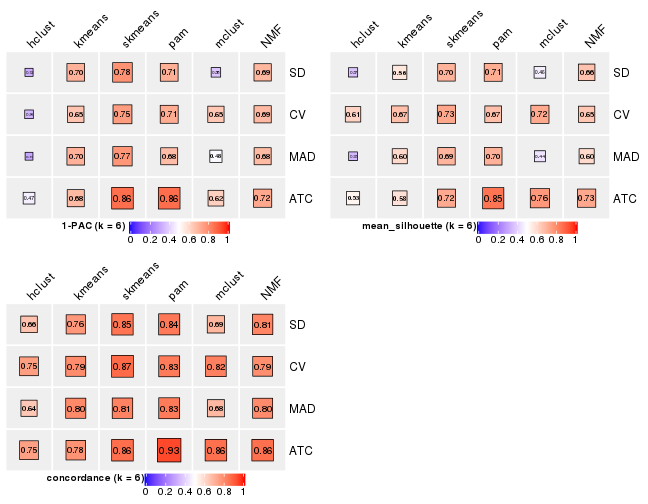 hclust kmeans skmeans pam mclust NMF
0.70 0.78 0.71 0.69 SD
0.65 0.75 0.71 0.65 0.69 CV
0.70 0.77 0.68 0.48 0.68 MAD
0.47 0.68 0.86 0.86 0.62 0.72 ATC
1-PAC (k = 6)
0 0.2 0.4 0.6 0.8 1
hclust kmeans skmeans pam mclust NMF
0.56 0.70 0.71 0.46 0.66 SD
0.61 0.67 0.73 0.67 0.72 0.65 CV
0.60 0.69 0.70 0.44 0.60 MAD
0.53 0.58 0.72 0.85 0.76 0.73 ATC
mean_silhouette (k = 6)
0 0.2 0.4 0.6 0.8 1
hclust kmeans skmeans pam mclust NMF
0.66 0.76 0.85 0.84 0.69 0.81 SD
0.75 0.79 0.87 0.83 0.82 0.79 CV
0.64 0.80 0.81 0.83 0.68 0.80 MAD
0.75 0.78 0.86 0.93 0.86 0.86 ATC
concordance (k = 6)
0 0.2 0.4 0.6 0.8 1